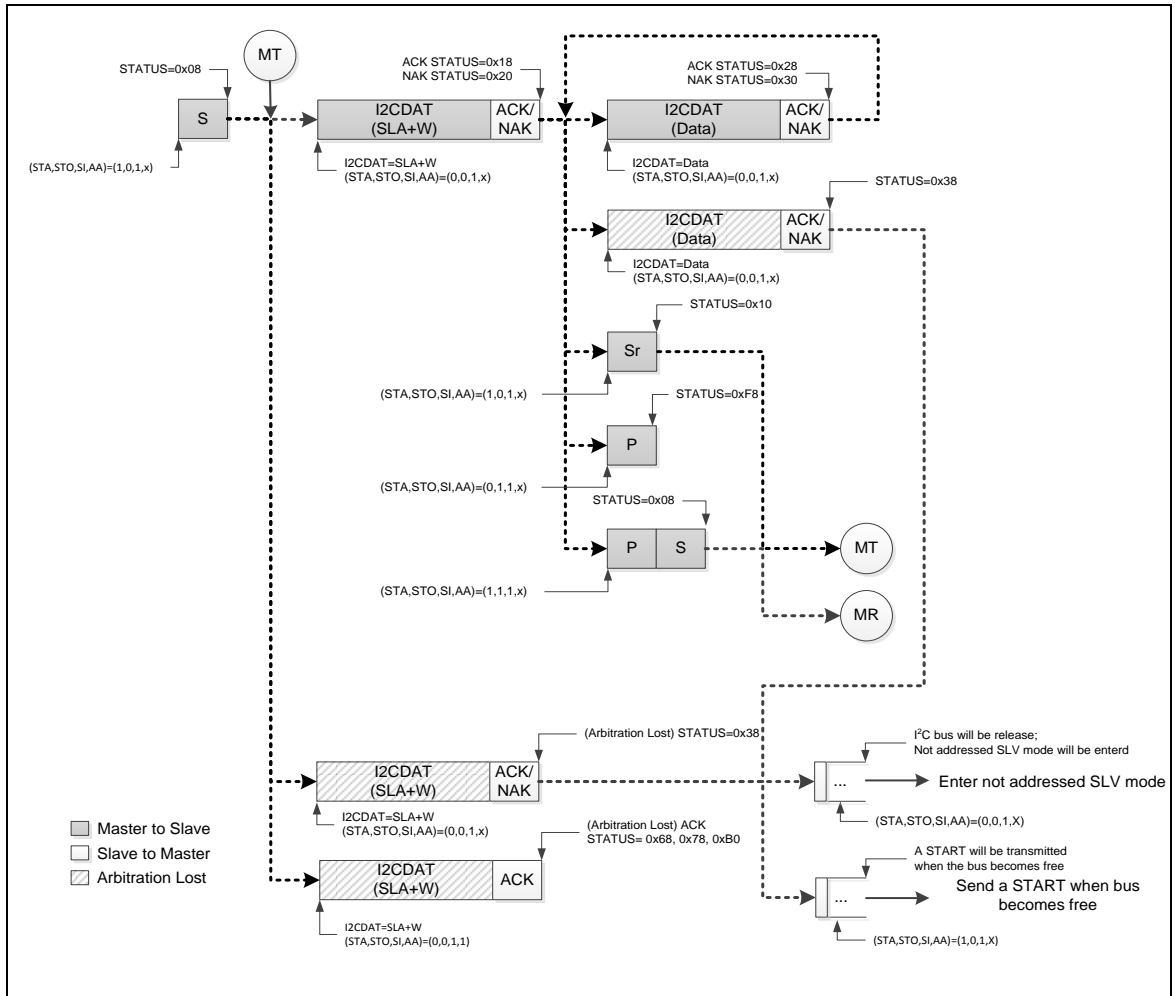 MT
STATUS=0x08
S
(STA,STO,SI,AA)=(1,0,1,x)
ACK STATUS=0x18
NAK STATUS=0x20
I2CDAT
(SLA+W)
ACK/
NAK
I2CDAT=SLA+W
(STA,STO,SI,AA)=(0,0,1,x)
ACK STATUS=0x28
NAK STATUS=0x30
I2CDAT
(Data)
ACK/
NAK
I2CDAT=Data
(STA,STO,SI,AA)=(0,0,1,x)
STATUS=0x38
I2CDAT
(Data)
ACK/
NAK
I2CDAT=Data
(STA,STO,SI,AA)=(0,0,1,x)
STATUS=0x10
Sr
(STA,STO,SI,AA)=(1,0,1,x)
STATUS=0xF8
P
(STA,STO,SI,AA)=(0,1,1,x)
STATUS=0x08
P
S
MT
(STA,STO,SI,AA)=(1,1,1,x)
MR
(Arbitration Lost) STATUS=0x38
I2CDAT
(SLA+W)
ACK/
NAK
I2CDAT=SLA+W
(STA,STO,SI,AA)=(0,0,1,x)
I²C bus will be release;
Not addressed SLV mode will be enterd
...
Enter not addressed SLV mode
(STA,STO,SI,AA)=(0,0,1,X)
(Arbitration Lost) ACK
STATUS= 0x68, 0x78, 0xB0
I2CDAT
(SLA+W)
ACK
I2CDAT=SLA+W
(STA,STO,SI,AA)=(0,0,1,1)
A START will be transmitted
when the bus becomes free
...
Send a START when bus
becomes free
(STA,STO,SI,AA)=(1,0,1,X)
Master to Slave
Slave to Master
Arbitration Lost